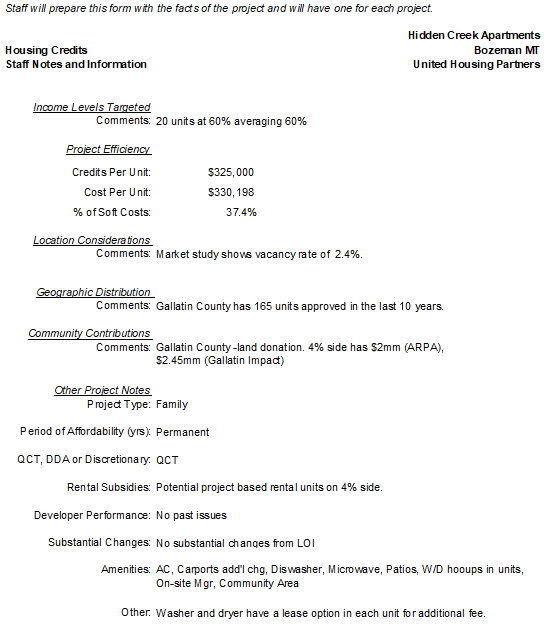 Staff will prepare this form with the facts of the project and will have one for each project.
Hidden Creek Apartments
Housing Credits Bozeman MT
Staff Notes and Information United Housing Partners
Income Levels Targeted
Comments: 20 units at 60% averaging 60%
Project Efficiency
Credits Per Unit: $325,000
Cost Per Unit: $330,198
% of Soft Costs: 37.4%
Location Considerations
Comments: Market study shows vacancy rate of 2.4%.
Geographic Distribution
Comments: Gallatin County has 165 units approved in the last 10 years.
Community Contributions
Comments: Gallatin County -land donation. 4% side has $2mm (ARPA),
$2.45mm (Gallatin Impact)
Other Project Notes
Project Type: Family
Period of Affordability (yrs): Permanent
QCT, DDA or Discretionary: QCT
Rental Subsidies: Potential project based rental units on 4% side.
Developer Performance: No past issues
Substantial Changes: No substantial changes from LOI
Amenities: AC, Carports add'l chg, Diswasher, Microwave, Patios, W/D hooups in units,
On-site Mgr, Community Area
Other: Washer and dryer have a lease option in each unit for additional fee.